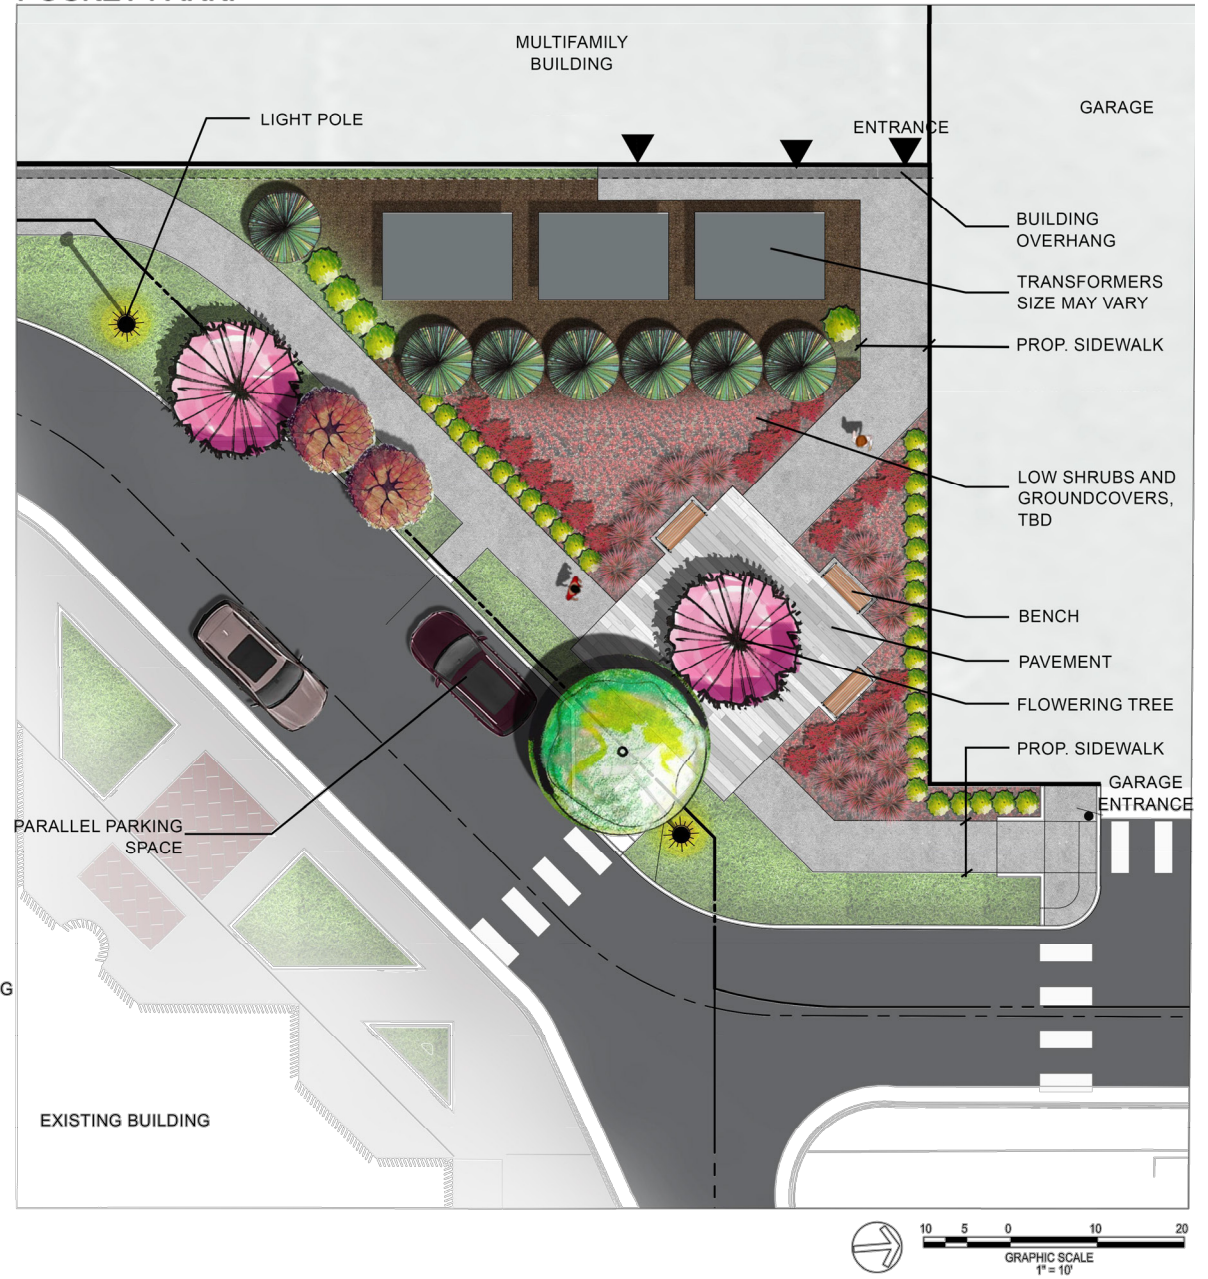 MULTIFAMILY
BUILDING
GARAGE
LIGHT POLE
ENTRANCE
BUILDING
OVERHANG
TRANSFORMERS
SIZE MAY VARY
PROP. SIDEWALK
LOW SHRUBS AND
GROUNDCOVERS,
TBD
BENCH
PAVEMENT
FLOWERING TREE
PROP. SIDEWALK
GARAGE
ENTRANCE
PARALLEL PARKING
SPACE
G
EXISTING BUILDING
10 5 0 10 20
GRAPHIC SCALE
1" = 10'